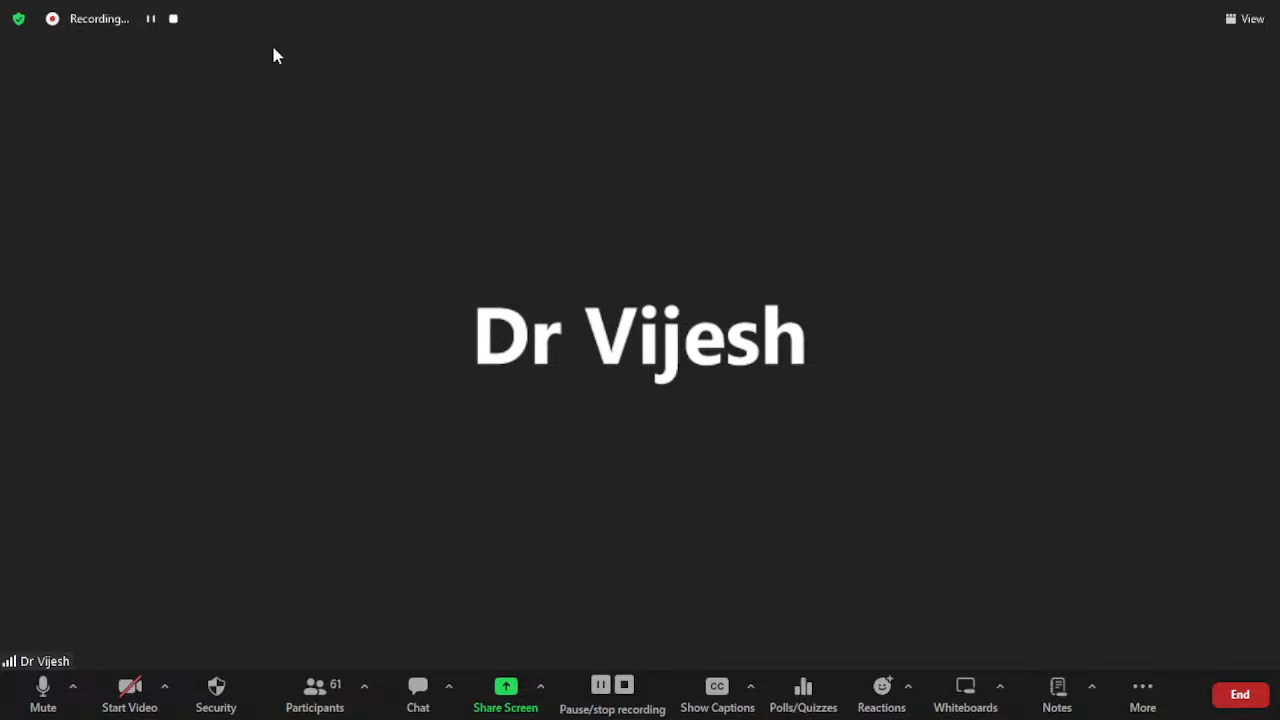 Recording...
View
Dr Vijesh
Dr Vijesh
Mute
Start Video
Security
61
Participants
Chat
Share Screen
Pause/stop recording
CC
Show Captions
Polls/Quizzes
Reactions
Whiteboards
Notes
More
End